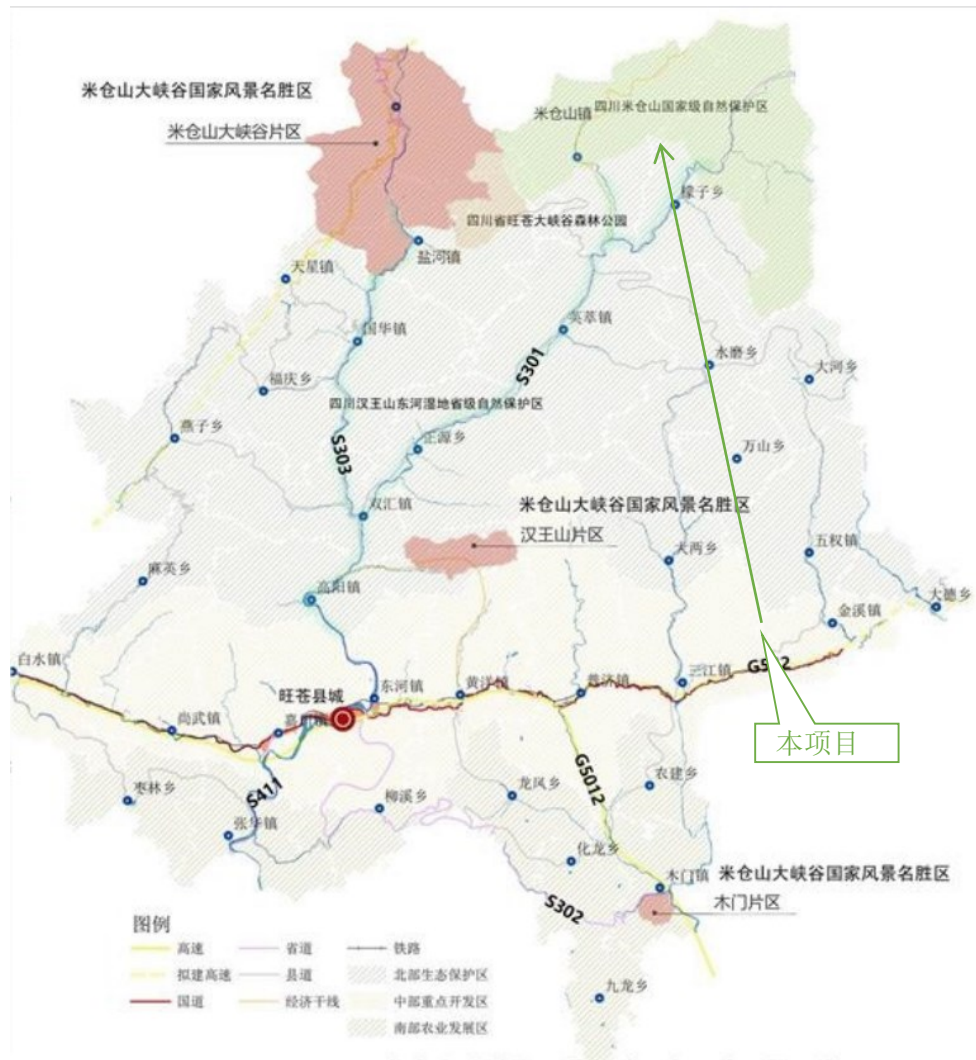 米仓山大峡谷国家风景名胜区
米仓山大峡谷片区
米仓山镇
四川米仓山国家级自然保护区
檬子乡
四川省旺苍大峡谷森林公园
盐河镇
天星镇
国华镇
英萃镇
S301
水磨乡
大河乡
福庆乡
四川汉王山东河湿地省级自然保护区
燕子乡
正源乡
S303
万山乡
双汇镇
米仓山大峡谷国家风景名胜区
汉王山片区
五权镇
大两乡
麻英乡
高阳镇
大德乡
金溪镇
白水镇
三江镇
旺苍县城
东河镇
黄洋镇
普济镇
尚武镇
本项目
S411
G5012
农建乡
枣林乡
柳溪乡
龙凤乡
张华镇
化龙乡
木门镇
米仓山大峡谷国家风景名胜区
木门片区
S302
九龙乡
图例
高速
省道
铁路
拟建高速
县道
北部生态保护区
国道
经济干线
中部重点开发区
南部农业发展区